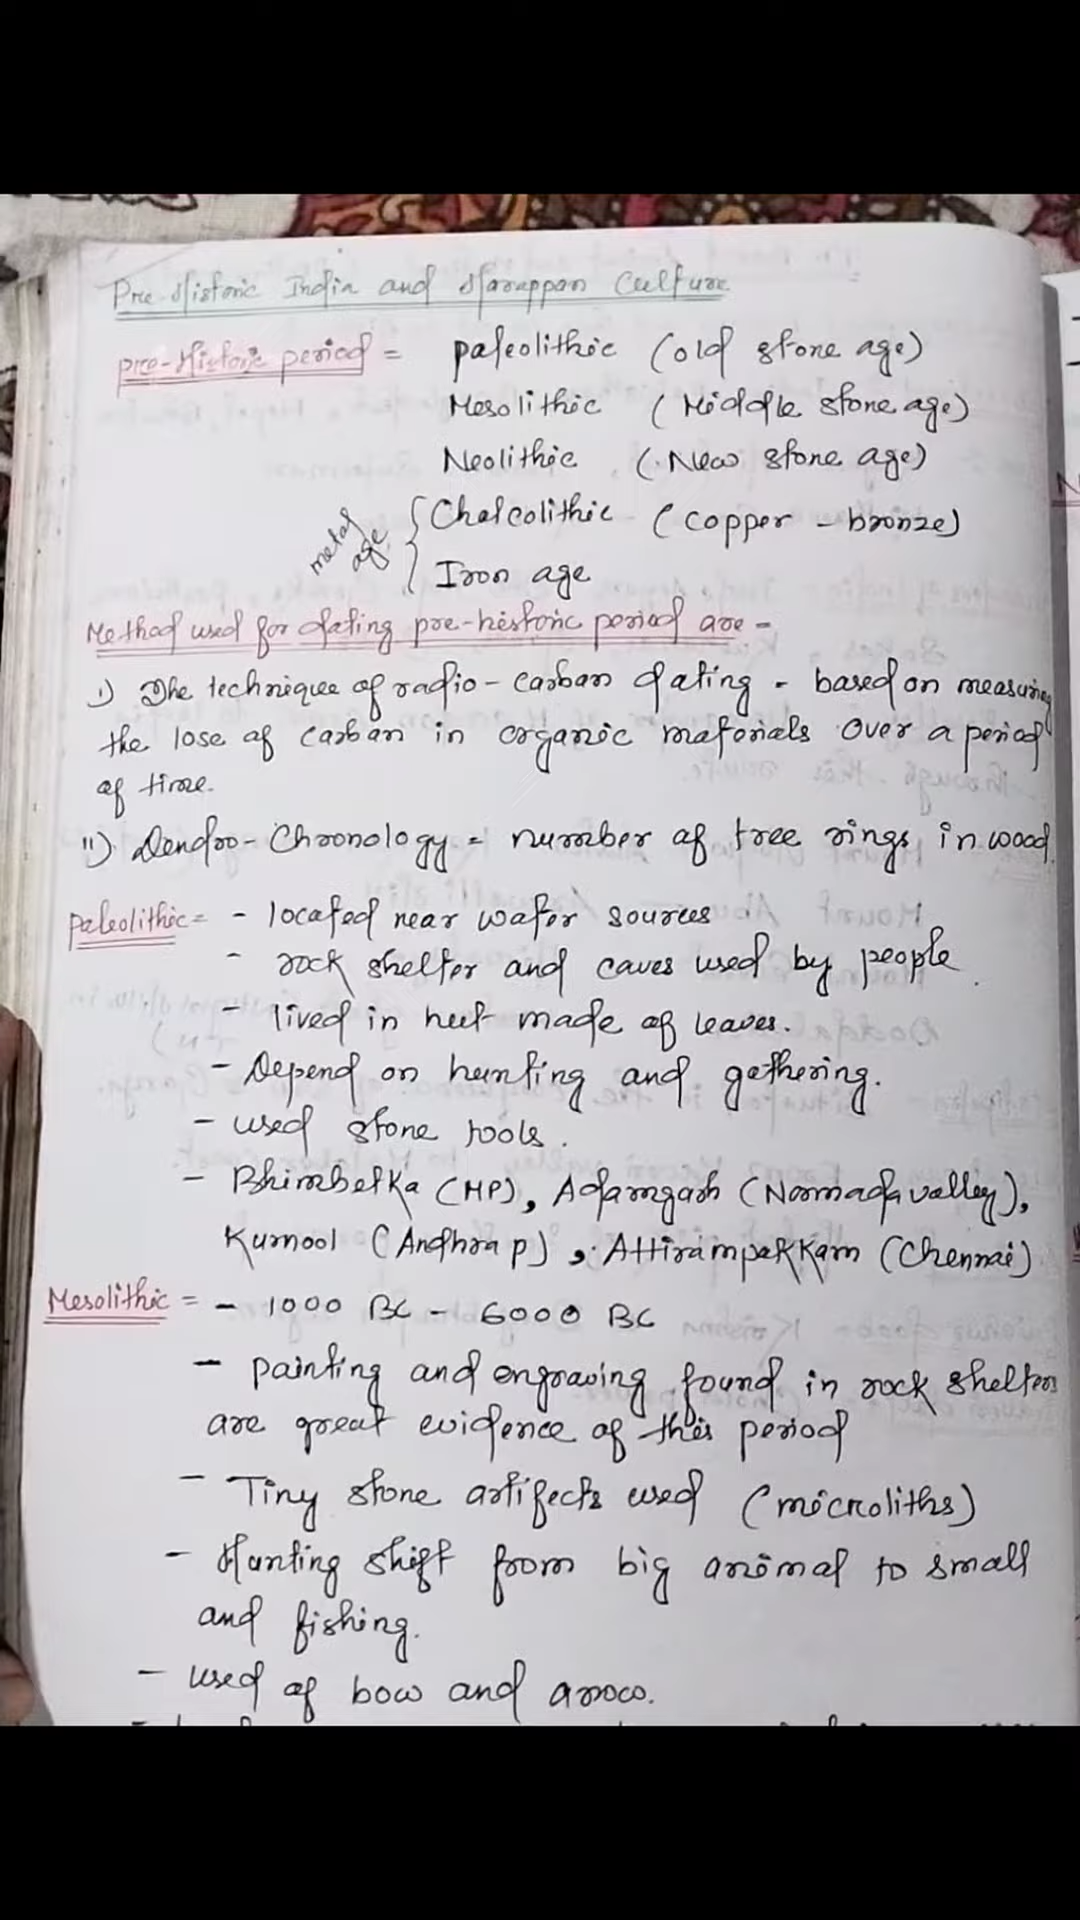 Pre-Historic India and Harappan Culture
pre-Historic period = paleolithic (old stone age)
Mesolithic (Middle stone age)
Neolithic (New stone age)
metal age { Chalcolithic (copper - bronze)
Iron age
Method used for dating pre-historic period are -
i) The technique of radio-carban dating - based on measuring
the lose of carban in organic materials over a period
of time.
ii) Dendro-Chronology = number of tree rings in wood
Paleolithic = - located near water sources
- rock shelter and caves used by people.
- lived in hut made of leaves.
- Depend on hunting and gathering.
- used stone tools.
- Bhimbetka (MP), Adamgarh (Narmada valley),
Kurnool (Andhra p), Attirampakkam (Chennai)
Mesolithic = - 1000 BC - 6000 BC
- painting and engraving found in rock shelters
are great evidence of this period
- Tiny stone artifects used (microliths)
- Hunting shift from big animal to small
and fishing.
- used of bow and arrow.